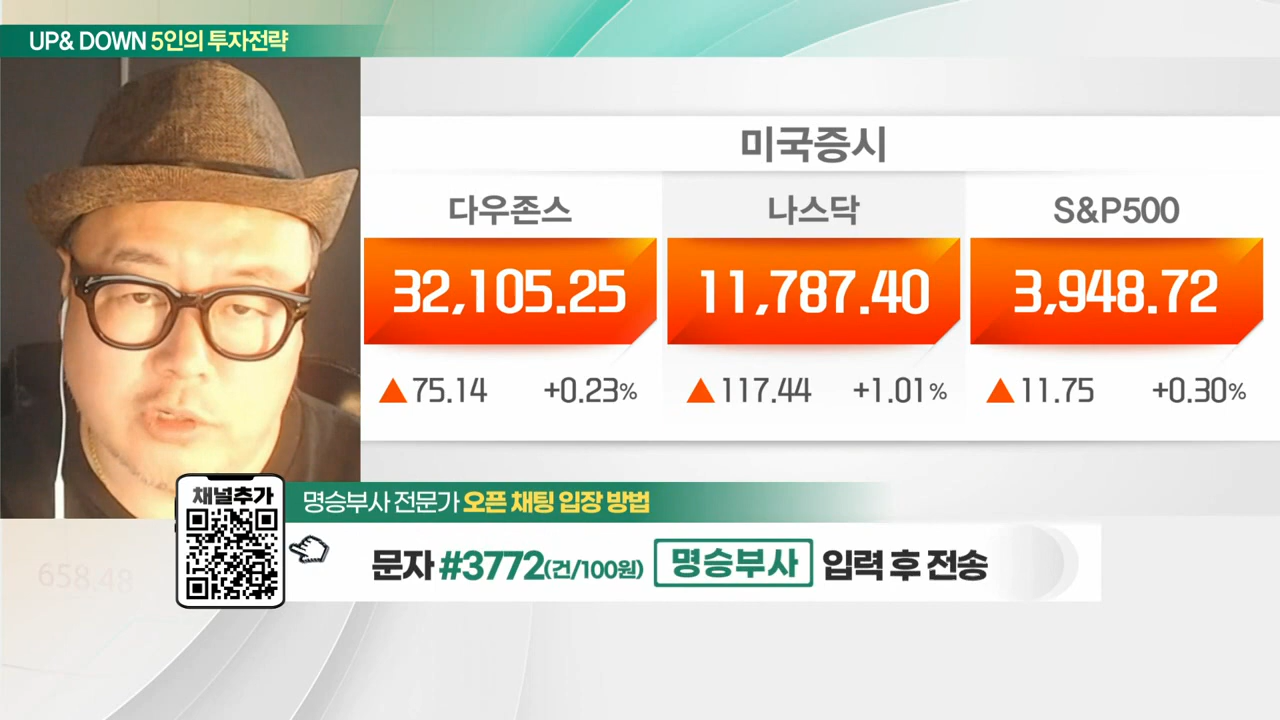 UP& DOWN 5인의 투자전략
미국증시
다우존스 나스닥 S&P500
32,105.25 11,787.40 3,948.72
▲75.14 +0.23% ▲117.44 +1.01% ▲11.75 +0.30%
채널추가
명승부사 전문가 오픈 채팅 입장 방법
문자 #3772(건/100원) 명승부사 입력 후 전송
658.48